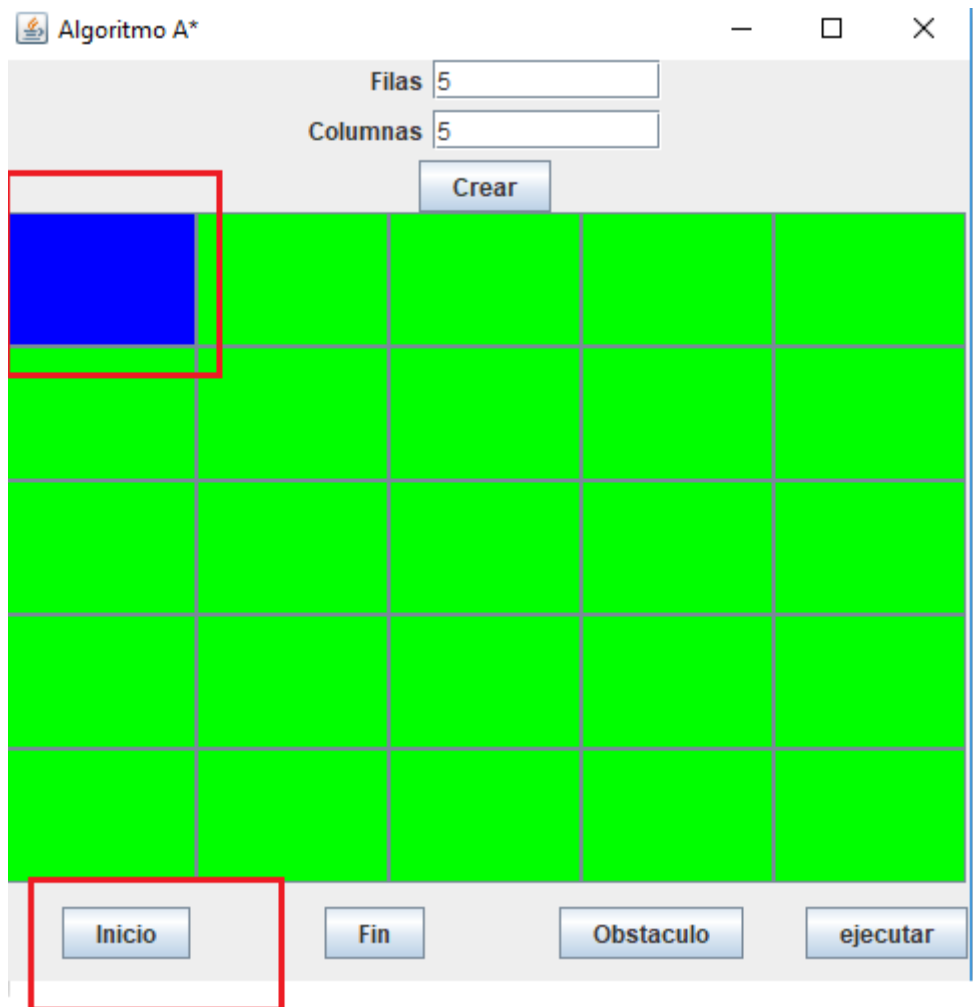 Algoritmo A*
Filas 5
Columnas 5
Crear
Inicio Fin Obstaculo ejecutar